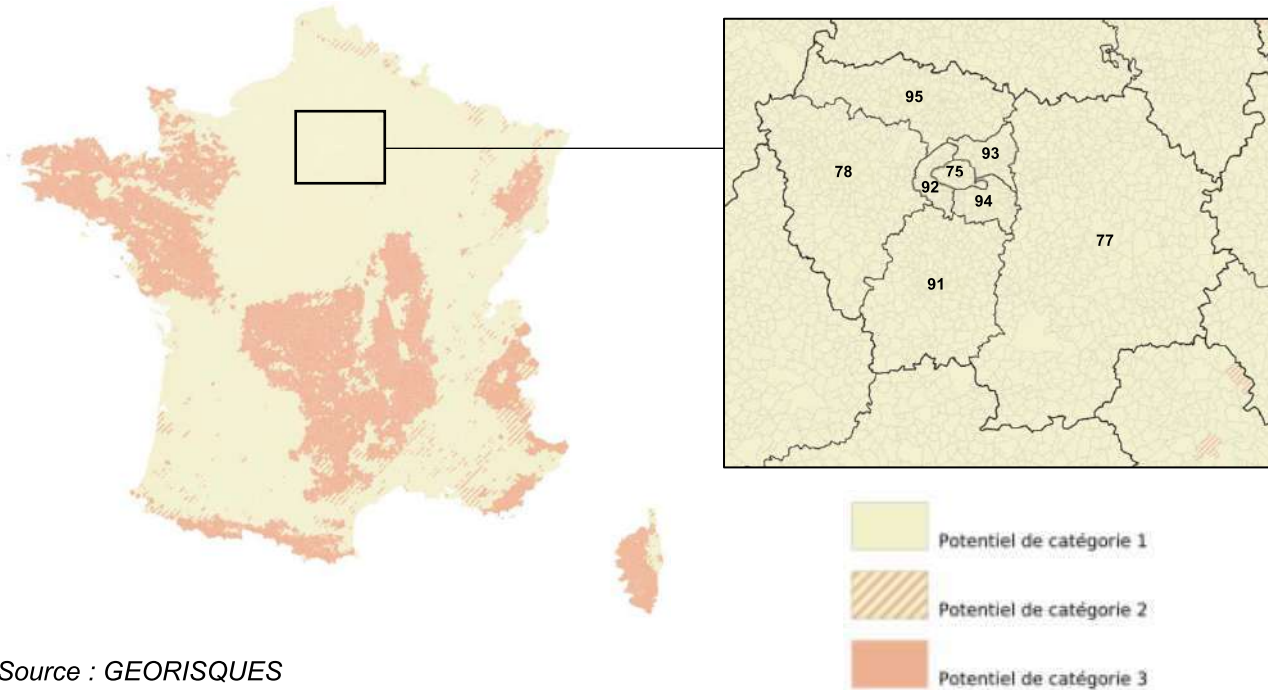 95
93
78
75
92
94
77
91
Potentiel de catégorie 1
Potentiel de catégorie 2
Potentiel de catégorie 3
Source : GEORISQUES